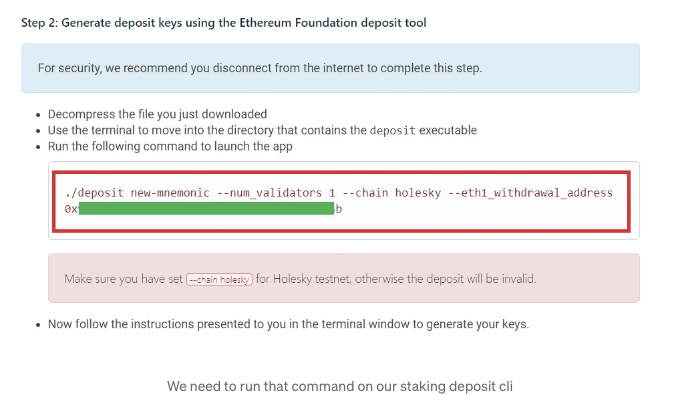 Step 2: Generate deposit keys using the Ethereum Foundation deposit tool
For security, we recommend you disconnect from the internet to complete this step.
• Decompress the file you just downloaded
• Use the terminal to move into the directory that contains the deposit executable
• Run the following command to launch the app
./deposit new-mnemonic --num_validators 1 --chain holesky --eth1_withdrawal_address
0x b
Make sure you have set --chain holesky for Holesky testnet, otherwise the deposit will be invalid.
• Now follow the instructions presented to you in the terminal window to generate your keys.
We need to run that command on our staking deposit cli